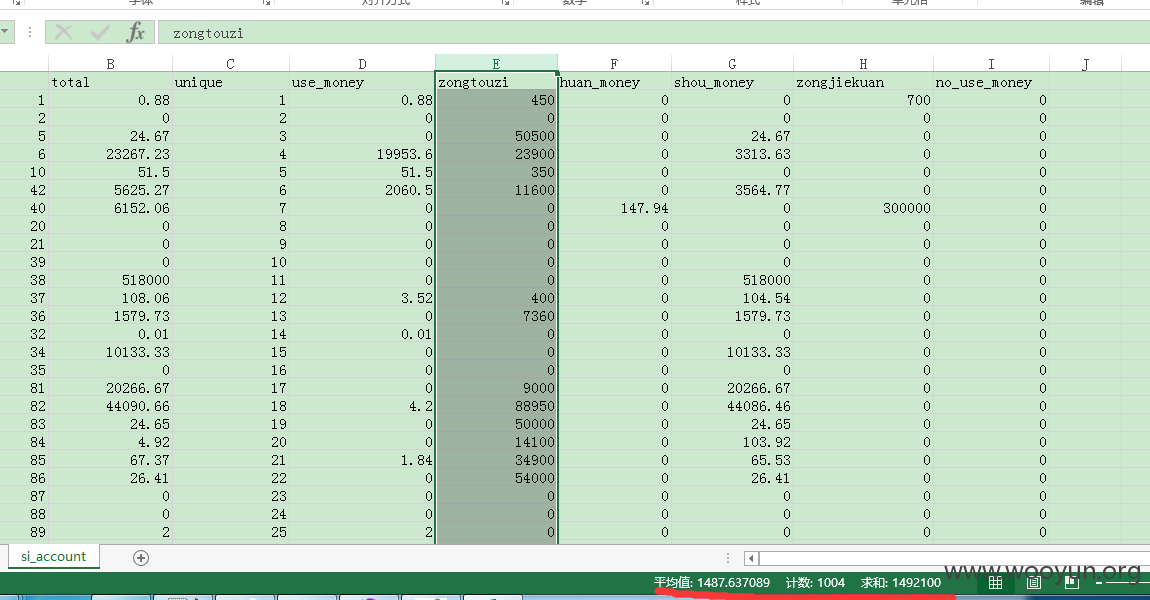 字体 对齐方式 数字 样式 单元格 编辑
fx zongtouzi
B C D E F G H I J
total unique use_money zongtouzi huan_money shou_money zongjiekuan no_use_money
1 0.88 1 0.88 450 0 0 700 0
2 0 2 0 0 0 0 0 0
5 24.67 3 0 50500 0 24.67 0 0
6 23267.23 4 19953.6 23900 0 3313.63 0 0
10 51.5 5 51.5 350 0 0 0 0
42 5625.27 6 2060.5 11600 0 3564.77 0 0
40 6152.06 7 0 0 147.94 0 300000 0
20 0 8 0 0 0 0 0 0
21 0 9 0 0 0 0 0 0
39 0 10 0 0 0 0 0 0
38 518000 11 0 0 0 518000 0 0
37 108.06 12 3.52 400 0 104.54 0 0
36 1579.73 13 0 7360 0 1579.73 0 0
32 0.01 14 0.01 0 0 0 0 0
34 10133.33 15 0 0 0 10133.33 0 0
35 0 16 0 0 0 0 0 0
81 20266.67 17 0 9000 0 20266.67 0 0
82 44090.66 18 4.2 88950 0 44086.46 0 0
83 24.65 19 0 50000 0 24.65 0 0
84 4.92 20 0 14100 0 103.92 0 0
85 67.37 21 1.84 34900 0 65.53 0 0
86 26.41 22 0 54000 0 26.41 0 0
87 0 23 0 0 0 0 0 0
88 0 24 0 0 0 0 0 0
89 2 25 2 0 0 0 0 0
si_account
平均值: 1487.637089 计数: 1004 求和: 1492100
www.wooyun.org